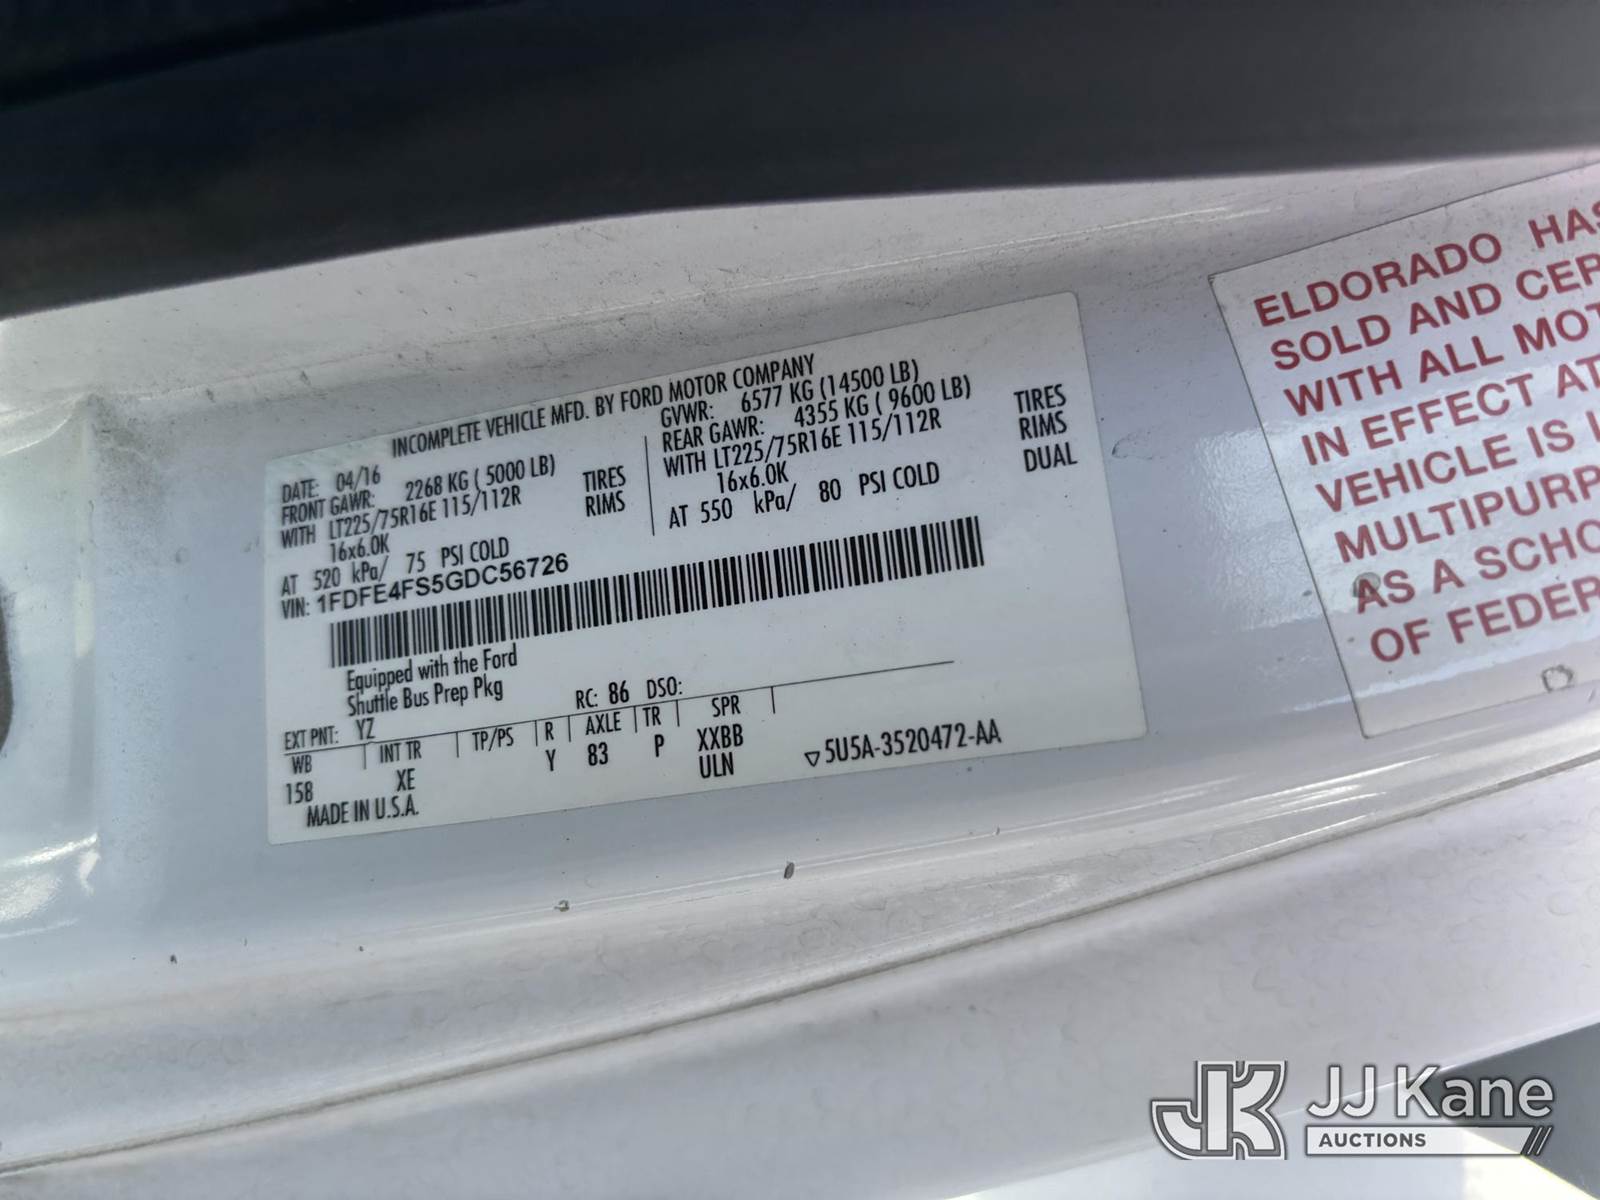 INCOMPLETE VEHICLE MFD. BY FORD MOTOR COMPANY
DATE: 04/16
GVWR: 6577 KG (14500 LB)
FRONT GAWR: 2268 KG ( 5000 LB)
REAR GAWR: 4355 KG ( 9600 LB)
WITH LT225/75R16E 115/112R TIRES
WITH LT225/75R16E 115/112R TIRES
16x6.0K RIMS
16x6.0K RIMS
AT 520 kPa/ 75 PSI COLD
AT 550 kPa/ 80 PSI COLD DUAL
VIN: 1FDFE4FS5GDC56726
Equipped with the Ford
Shuttle Bus Prep Pkg
EXT PNT: YZ RC: 86 DSO:
WB INT TR TP/PS R AXLE TR SPR
158 XE Y 83 P XXBB
ULN
MADE IN U.S.A.
▽5U5A-3520472-AA
ELDORADO HAS
SOLD AND CER
WITH ALL MOT
IN EFFECT AT
VEHICLE IS
MULTIPURP
AS A SCHO
OF FEDER
JK JJ Kane
AUCTIONS